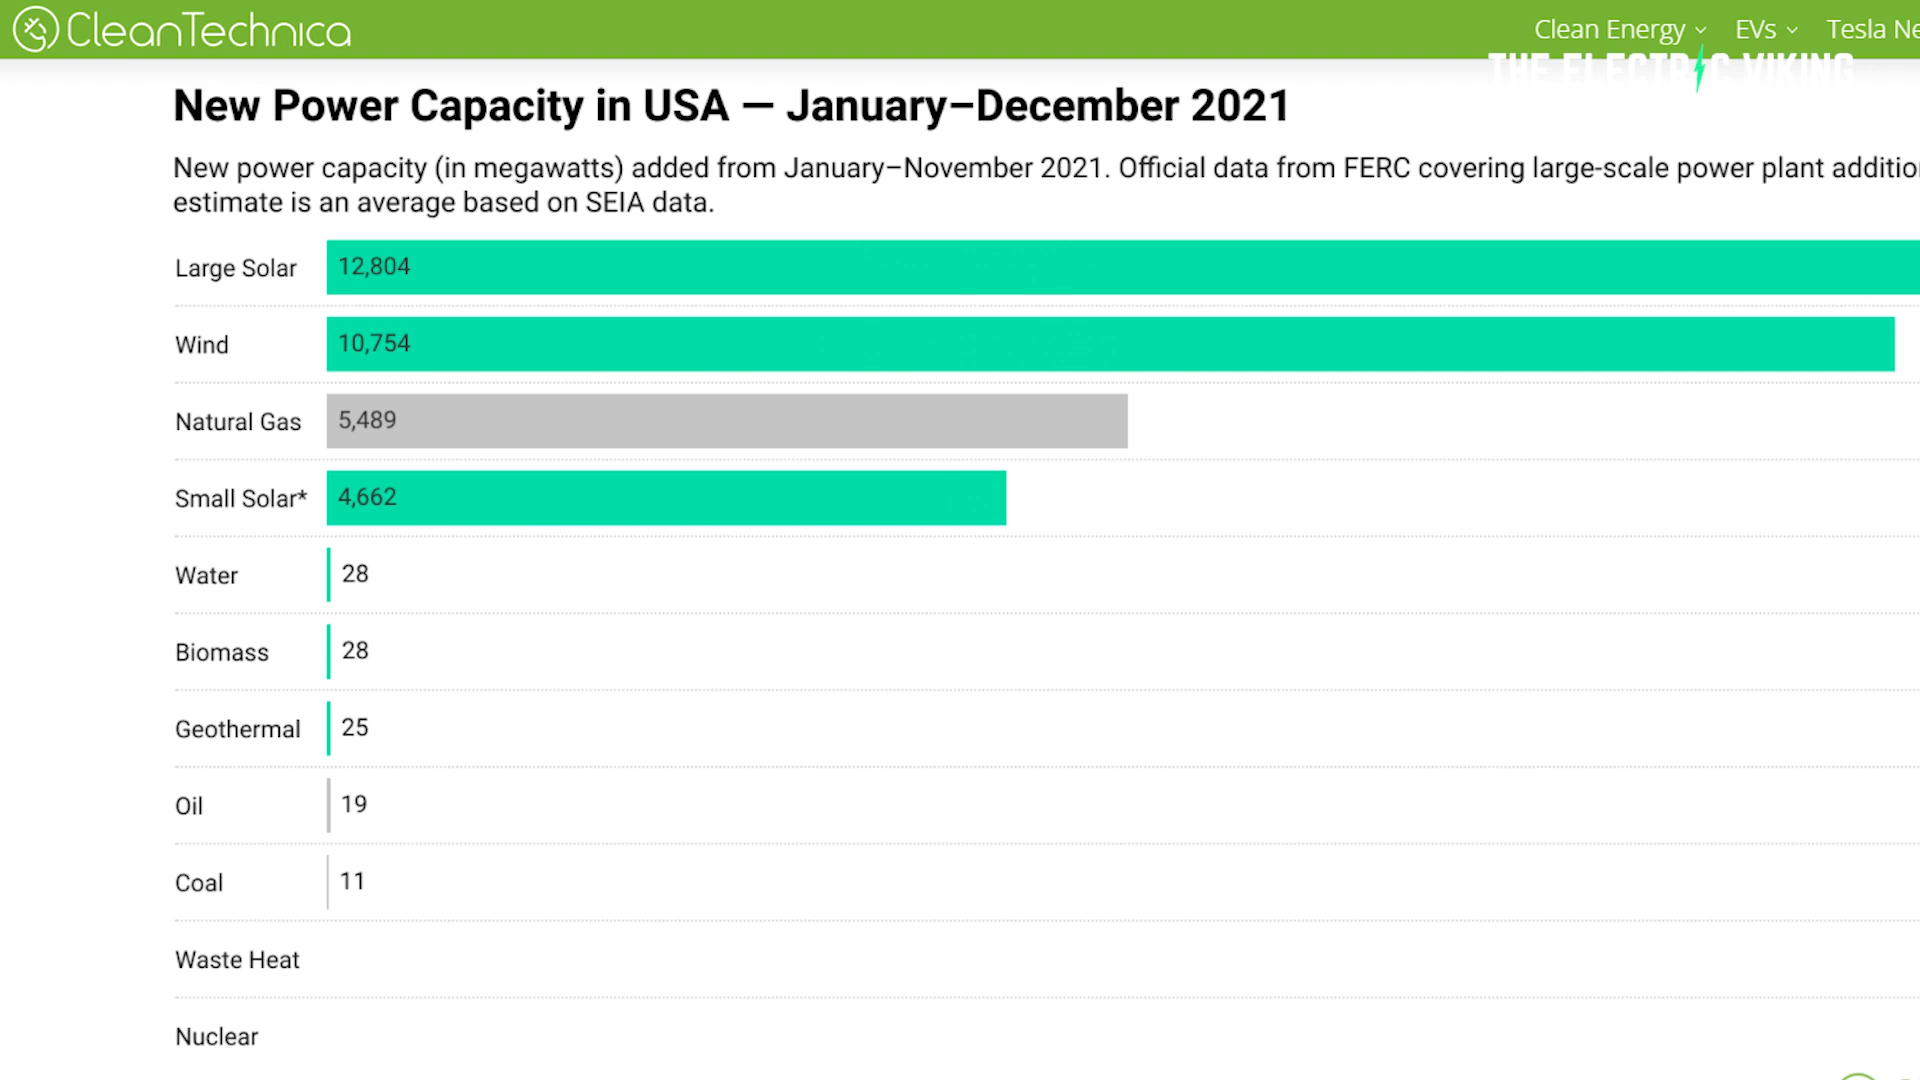 CleanTechnica
Clean Energy
EVs
Tesla Ne
THE ELECTRIC VIKING
New Power Capacity in USA — January–December 2021
New power capacity (in megawatts) added from January–November 2021. Official data from FERC covering large-scale power plant additio
estimate is an average based on SEIA data.
Large Solar 12,804
Wind 10,754
Natural Gas 5,489
Small Solar* 4,662
Water 28
Biomass 28
Geothermal 25
Oil 19
Coal 11
Waste Heat
Nuclear